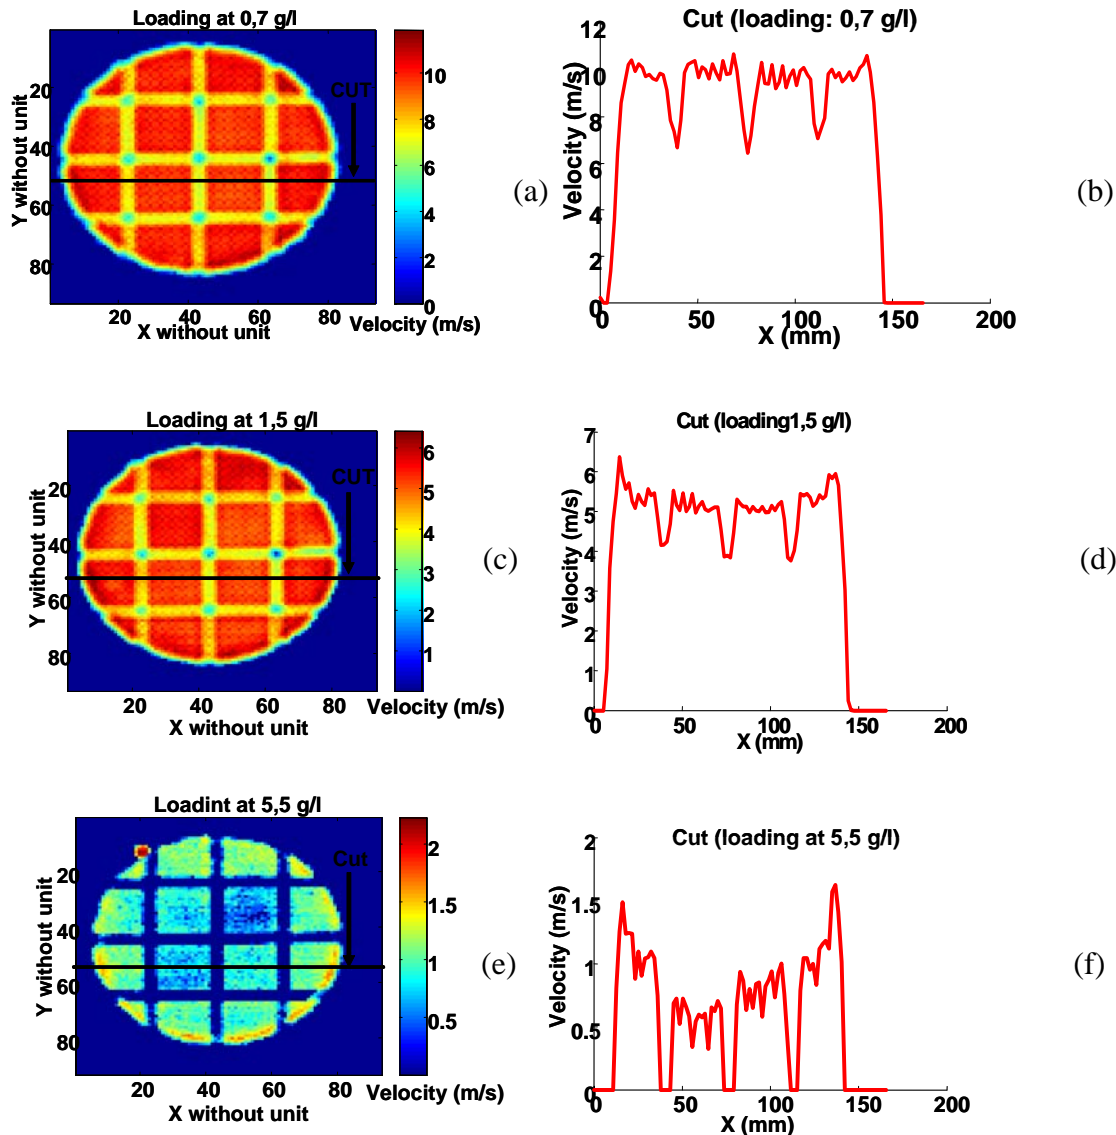 Loading at 0,7 g/l
Y without unit
20
40
60
80
CUT
20
40
60
80
X without unit
10
8
6
4
2
0
Velocity (m/s)
(a)
Cut (loading: 0,7 g/l)
Velocity (m/s)
12
10
8
6
4
2
0
0
50
100
150
200
X (mm)
(b)
Loading at 1,5 g/l
Y without unit
20
40
60
80
CUT
20
40
60
80
X without unit
6
5
4
3
2
1
Velocity (m/s)
(c)
Cut (loading1,5 g/l)
Velocity (m/s)
7
6
5
4
3
2
1
0
0
50
100
150
200
X (mm)
(d)
Loadint at 5,5 g/l
Y without unit
20
40
60
80
Cut
20
40
60
80
X without unit
2
1.5
1
0.5
Velocity (m/s)
(e)
Cut (loading at 5,5 g/l)
Velocity (m/s)
2
1.5
1
0.5
0
0
50
100
150
200
X (mm)
(f)